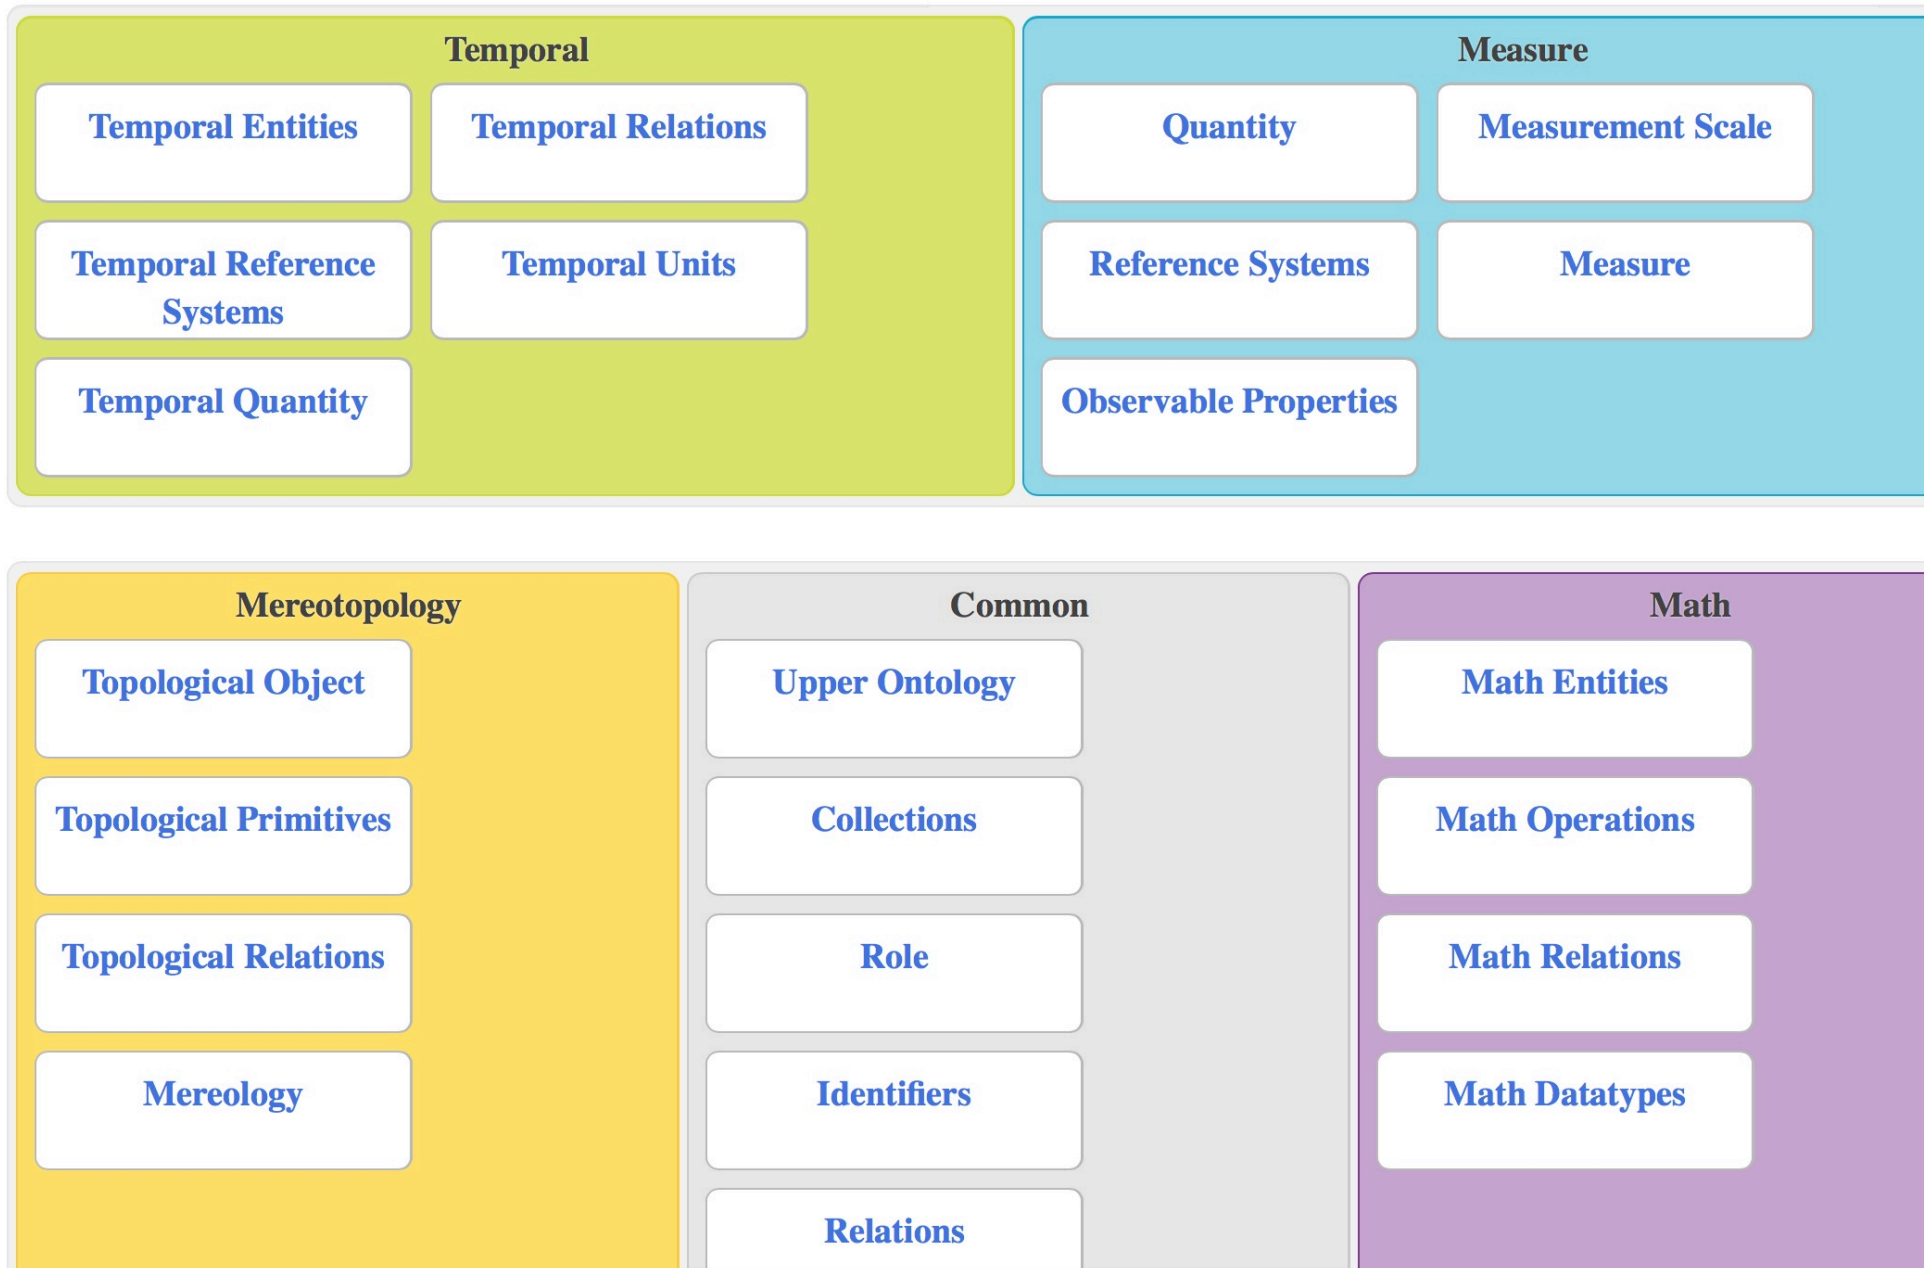 Temporal
Temporal Entities
Temporal Relations
Temporal Reference
Systems
Temporal Units
Temporal Quantity
Measure
Quantity
Measurement Scale
Reference Systems
Measure
Observable Properties
Mereotopology
Topological Object
Topological Primitives
Topological Relations
Mereology
Common
Upper Ontology
Collections
Role
Identifiers
Relations
Math
Math Entities
Math Operations
Math Relations
Math Datatypes